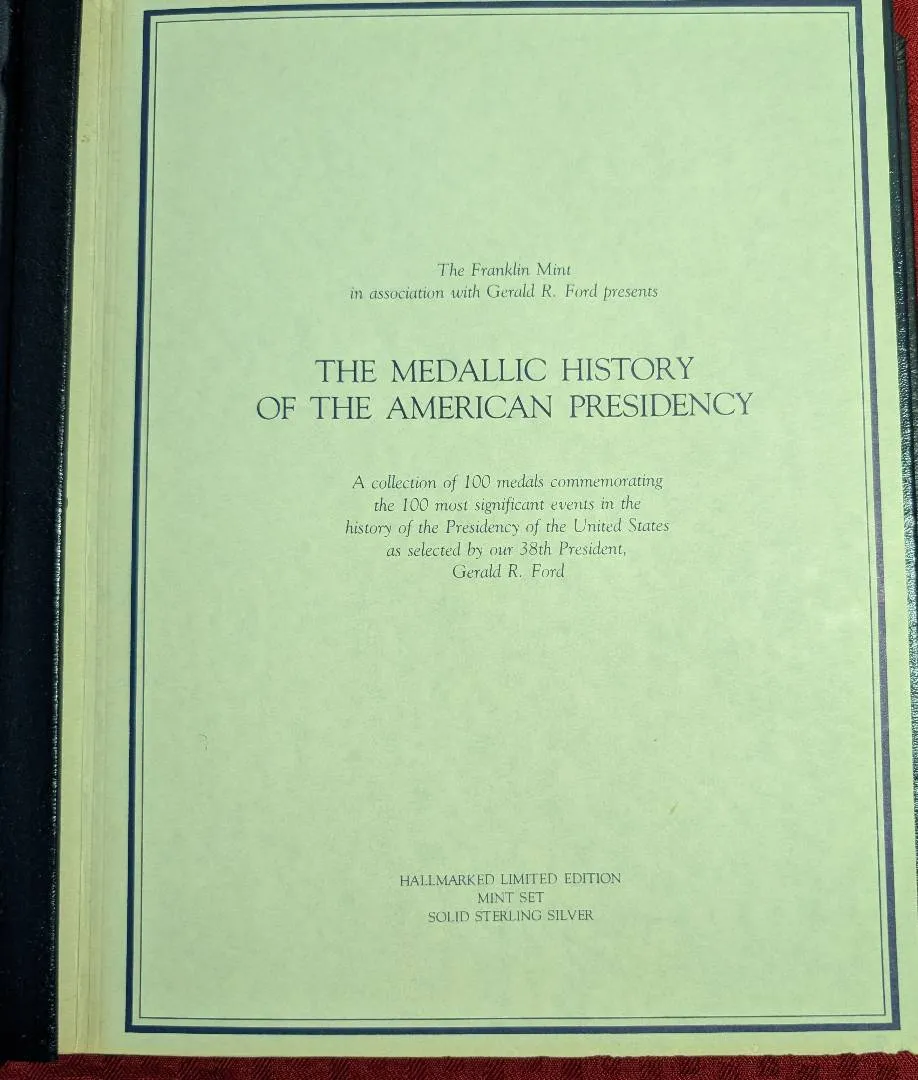 The Franklin Mint
in association with Gerald R. Ford presents
THE MEDALLIC HISTORY
OF THE AMERICAN PRESIDENCY
A collection of 100 medals commemorating
the 100 most significant events in the
history of the Presidency of the United States
as selected by our 38th President,
Gerald R. Ford
HALLMARKED LIMITED EDITION
MINT SET
SOLID STERLING SILVER